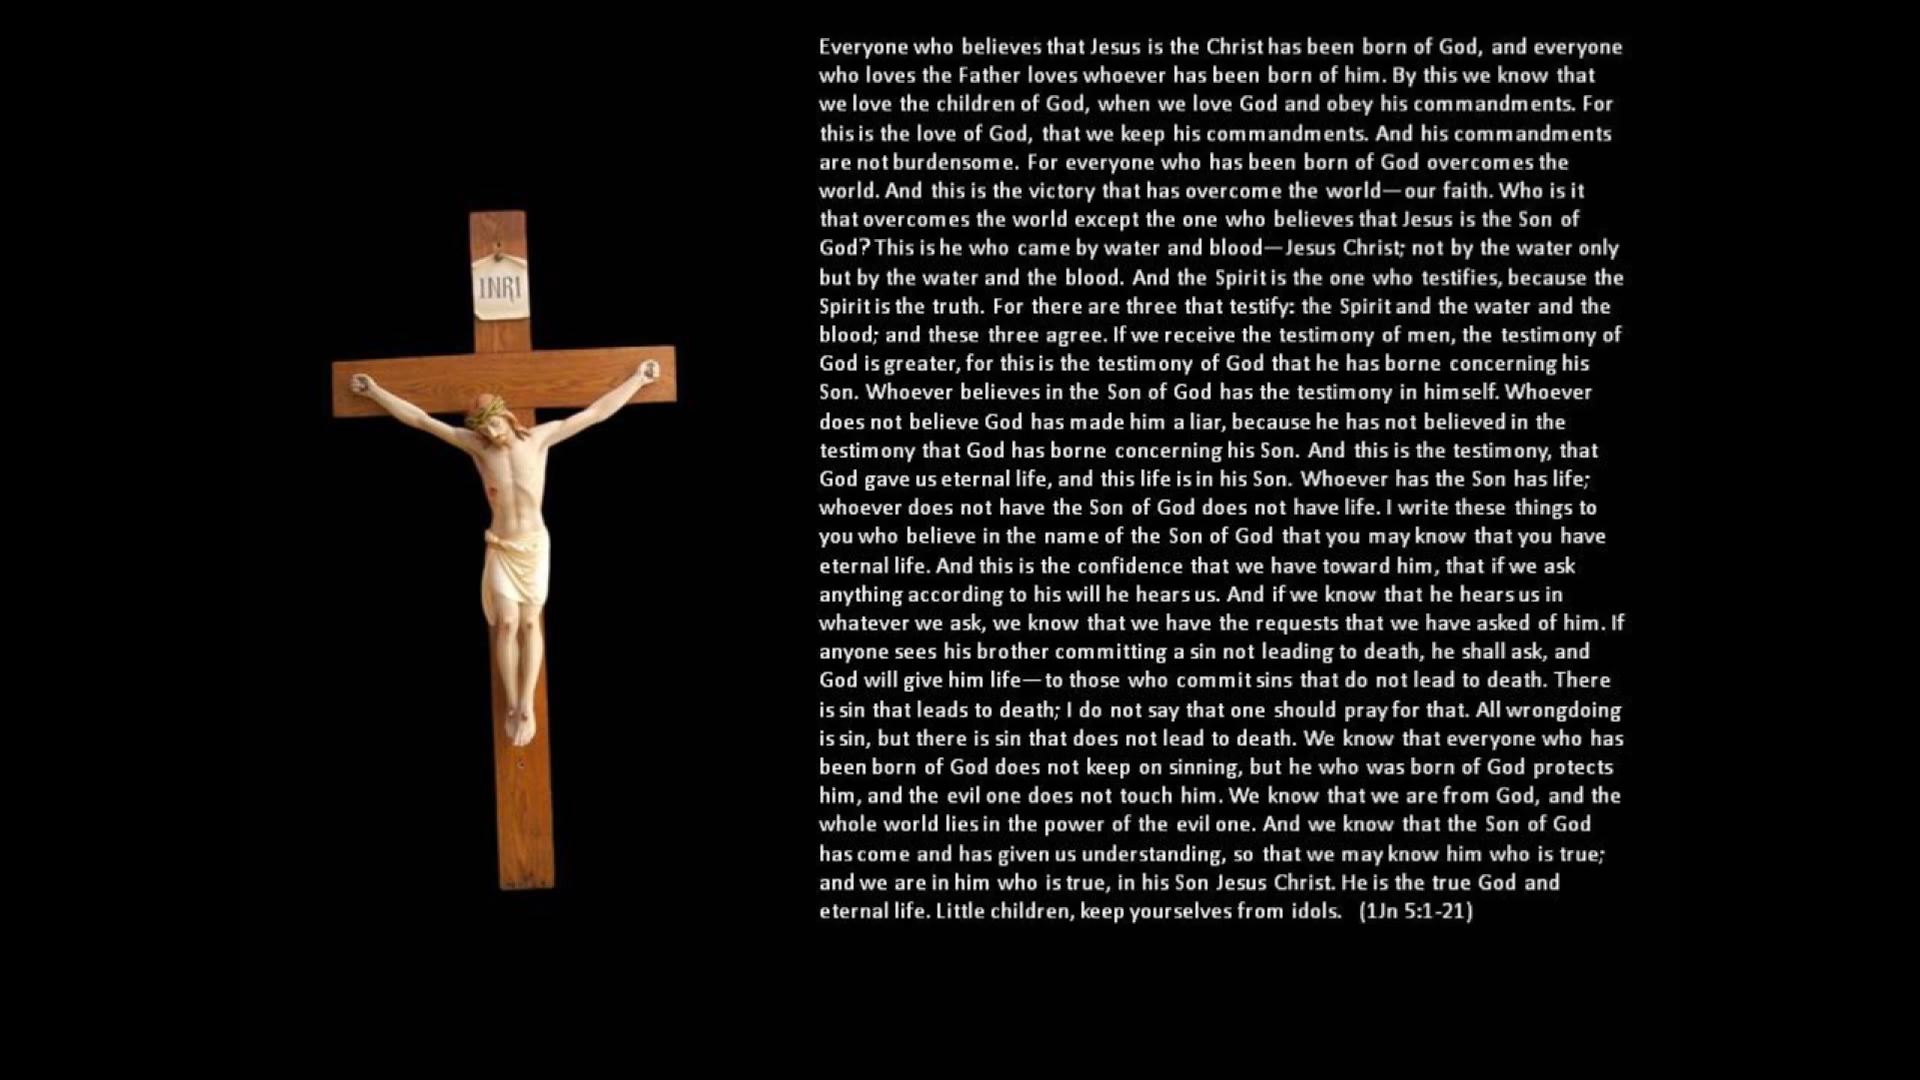 INRI
Everyone who believes that Jesus is the Christ has been born of God, and everyone
who loves the Father loves whoever has been born of him. By this we know that
we love the children of God, when we love God and obey his commandments. For
this is the love of God, that we keep his commandments. And his commandments
are not burdensome. For everyone who has been born of God overcomes the
world. And this is the victory that has overcome the world—our faith. Who is it
that overcomes the world except the one who believes that Jesus is the Son of
God? This is he who came by water and blood—Jesus Christ; not by the water only
but by the water and the blood. And the Spirit is the one who testifies, because the
Spirit is the truth. For there are three that testify: the Spirit and the water and the
blood; and these three agree. If we receive the testimony of men, the testimony of
God is greater, for this is the testimony of God that he has borne concerning his
Son. Whoever believes in the Son of God has the testimony in himself. Whoever
does not believe God has made him a liar, because he has not believed in the
testimony that God has borne concerning his Son. And this is the testimony, that
God gave us eternal life, and this life is in his Son. Whoever has the Son has life;
whoever does not have the Son of God does not have life. I write these things to
you who believe in the name of the Son of God that you may know that you have
eternal life. And this is the confidence that we have toward him, that if we ask
anything according to his will he hears us. And if we know that he hears us in
whatever we ask, we know that we have the requests that we have asked of him. If
anyone sees his brother committing a sin not leading to death, he shall ask, and
God will give him life—to those who commit sins that do not lead to death. There
is sin that leads to death; I do not say that one should pray for that. All wrongdoing
is sin, but there is sin that does not lead to death. We know that everyone who has
been born of God does not keep on sinning, but he who was born of God protects
him, and the evil one does not touch him. We know that we are from God, and the
whole world lies in the power of the evil one. And we know that the Son of God
has come and has given us understanding, so that we may know him who is true;
and we are in him who is true, in his Son Jesus Christ. He is the true God and
eternal life. Little children, keep yourselves from idols. (1Jn 5:1-21)